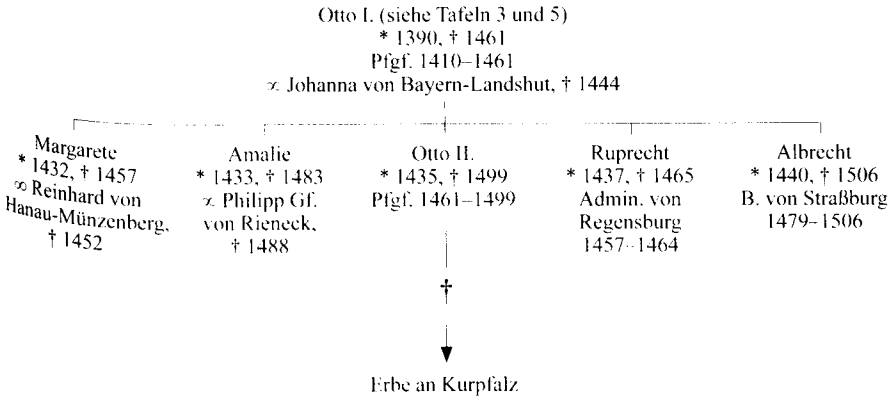 Otto I. (siehe Tafeln 3 und 5)
* 1390, † 1461
Pfgf. 1410–1461
∞ Johanna von Bayern-Landshut, † 1444
Margarete
* 1432, † 1457
∞ Reinhard von
Hanau-Münzenberg,
† 1452
Amalie
* 1433, † 1483
∞ Philipp Gf.
von Rieneck,
† 1488
Otto II.
* 1435, † 1499
Pfgf. 1461–1499
†
Ruprecht
* 1437, † 1465
Admin. von
Regensburg
1457–1464
Albrecht
* 1440, † 1506
B. von Straßburg
1479–1506
Erbe an Kurpfalz